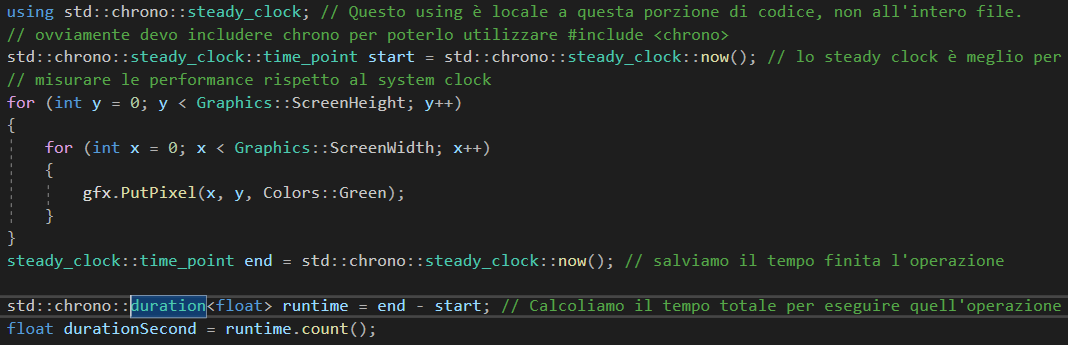 using std::chrono::steady_clock; // Questo using è locale a questa porzione di codice, non all'intero file.
// ovviamente devo includere chrono per poterlo utilizzare #include <chrono>
std::chrono::steady_clock::time_point start = std::chrono::steady_clock::now(); // lo steady clock è meglio per
// misurare le performance rispetto al system clock
for (int y = 0; y < Graphics::ScreenHeight; y++)
{
    for (int x = 0; x < Graphics::ScreenWidth; x++)
    {
        gfx.PutPixel(x, y, Colors::Green);
    }
}
steady_clock::time_point end = std::chrono::steady_clock::now(); // salviamo il tempo finita l'operazione
std::chrono::duration<float> runtime = end - start; // Calcoliamo il tempo totale per eseguire quell'operazione
float durationSecond = runtime.count();